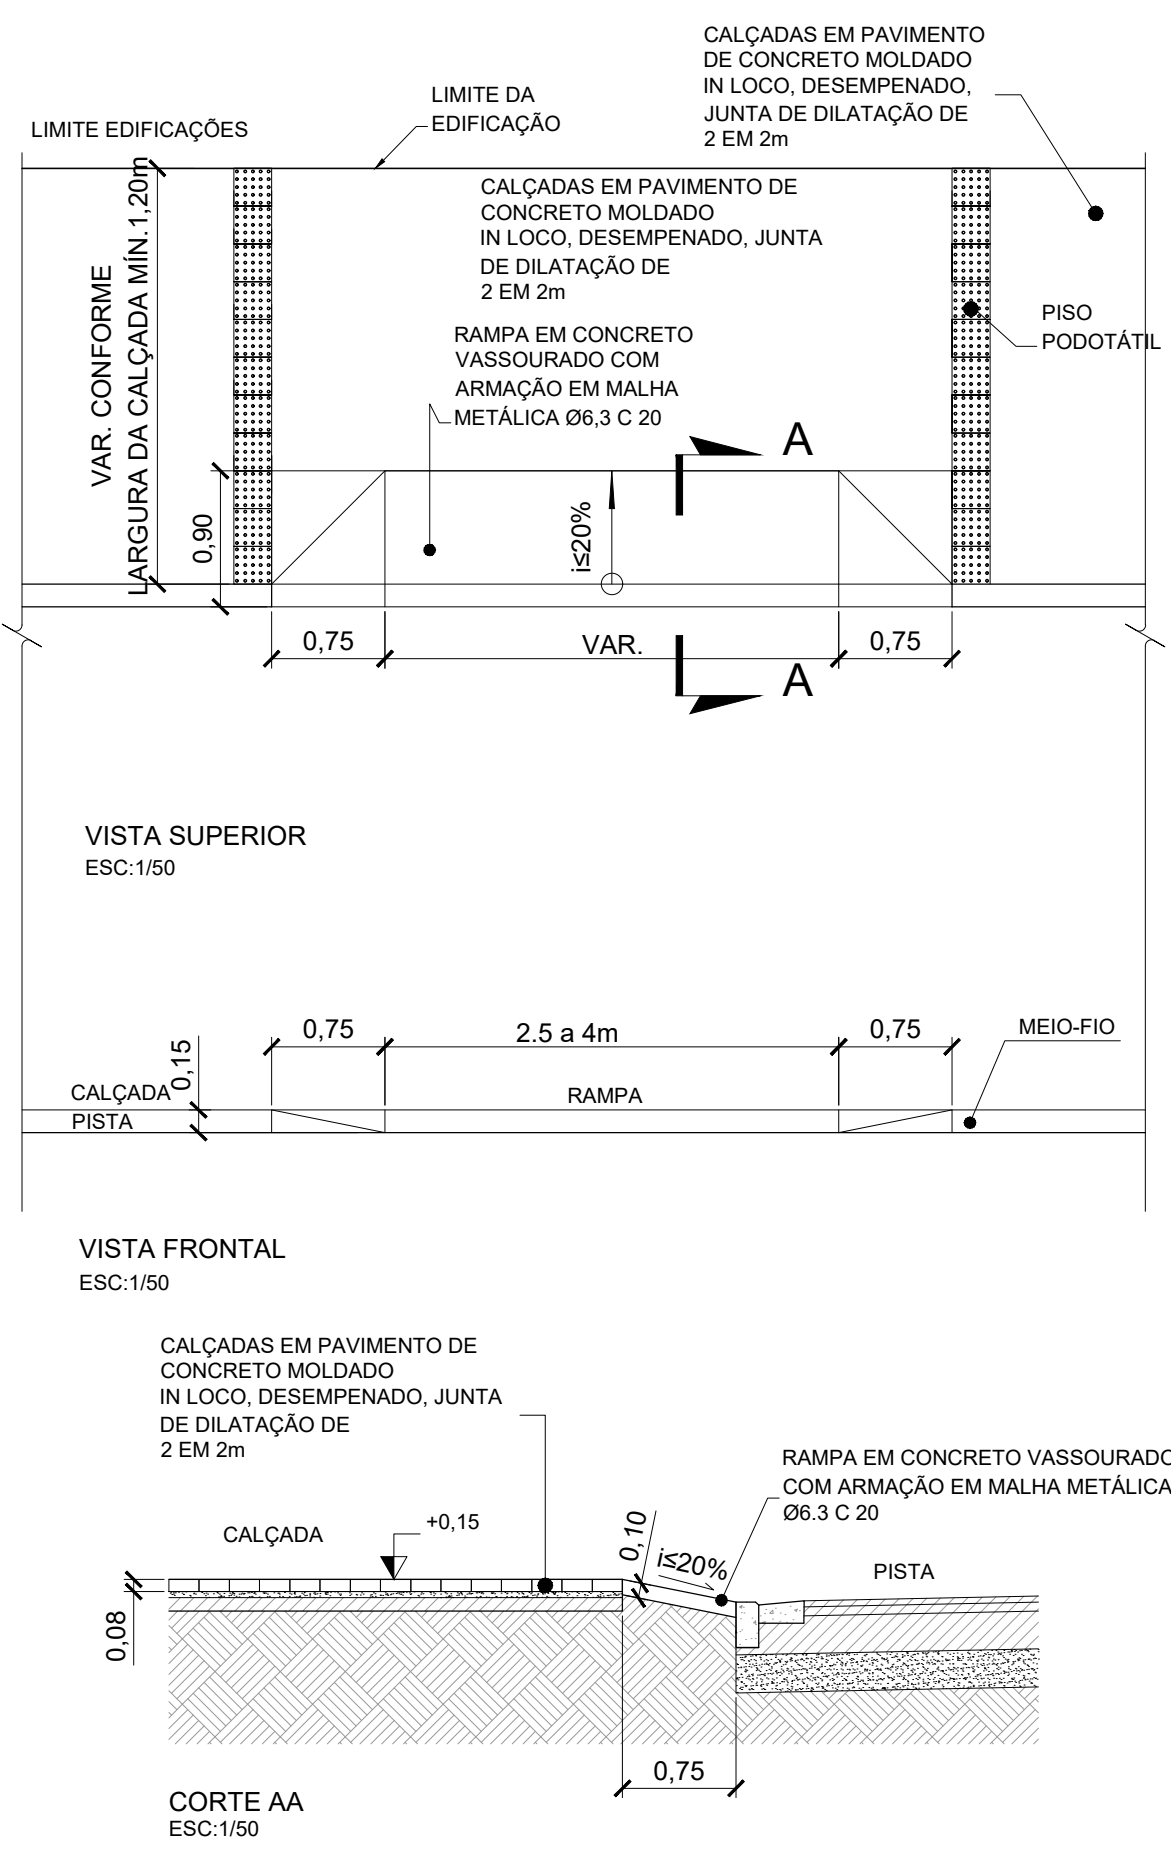 CALÇADAS EM PAVIMENTO
DE CONCRETO MOLDADO
IN LOCO, DESEMPENADO,
JUNTA DE DILATAÇÃO DE
2 EM 2m
LIMITE DA
EDIFICAÇÃO
LIMITE EDIFICAÇÕES
CALÇADAS EM PAVIMENTO DE
CONCRETO MOLDADO
IN LOCO, DESEMPENADO, JUNTA
DE DILATAÇÃO DE
2 EM 2m
VAR. CONFORME
LARGURA DA CALÇADA MÍN.1,20m
PISO
PODOTÁTIL
RAMPA EM CONCRETO
VASSOURADO COM
ARMAÇÃO EM MALHA
METÁLICA Ø6,3 C 20
A
0,90
i≤20%
0,75
VAR.
0,75
A
VISTA SUPERIOR
ESC:1/50
0,75
2.5 a 4m
0,75
MEIO-FIO
0,15
CALÇADA
RAMPA
PISTA
VISTA FRONTAL
ESC:1/50
CALÇADAS EM PAVIMENTO DE
CONCRETO MOLDADO
IN LOCO, DESEMPENADO, JUNTA
DE DILATAÇÃO DE
2 EM 2m
RAMPA EM CONCRETO VASSOURADO
COM ARMAÇÃO EM MALHA METÁLICA
Ø6.3 C 20
CALÇADA
+0,15
0,10
i≤20%
PISTA
0,08
0,75
CORTE AA
ESC:1/50